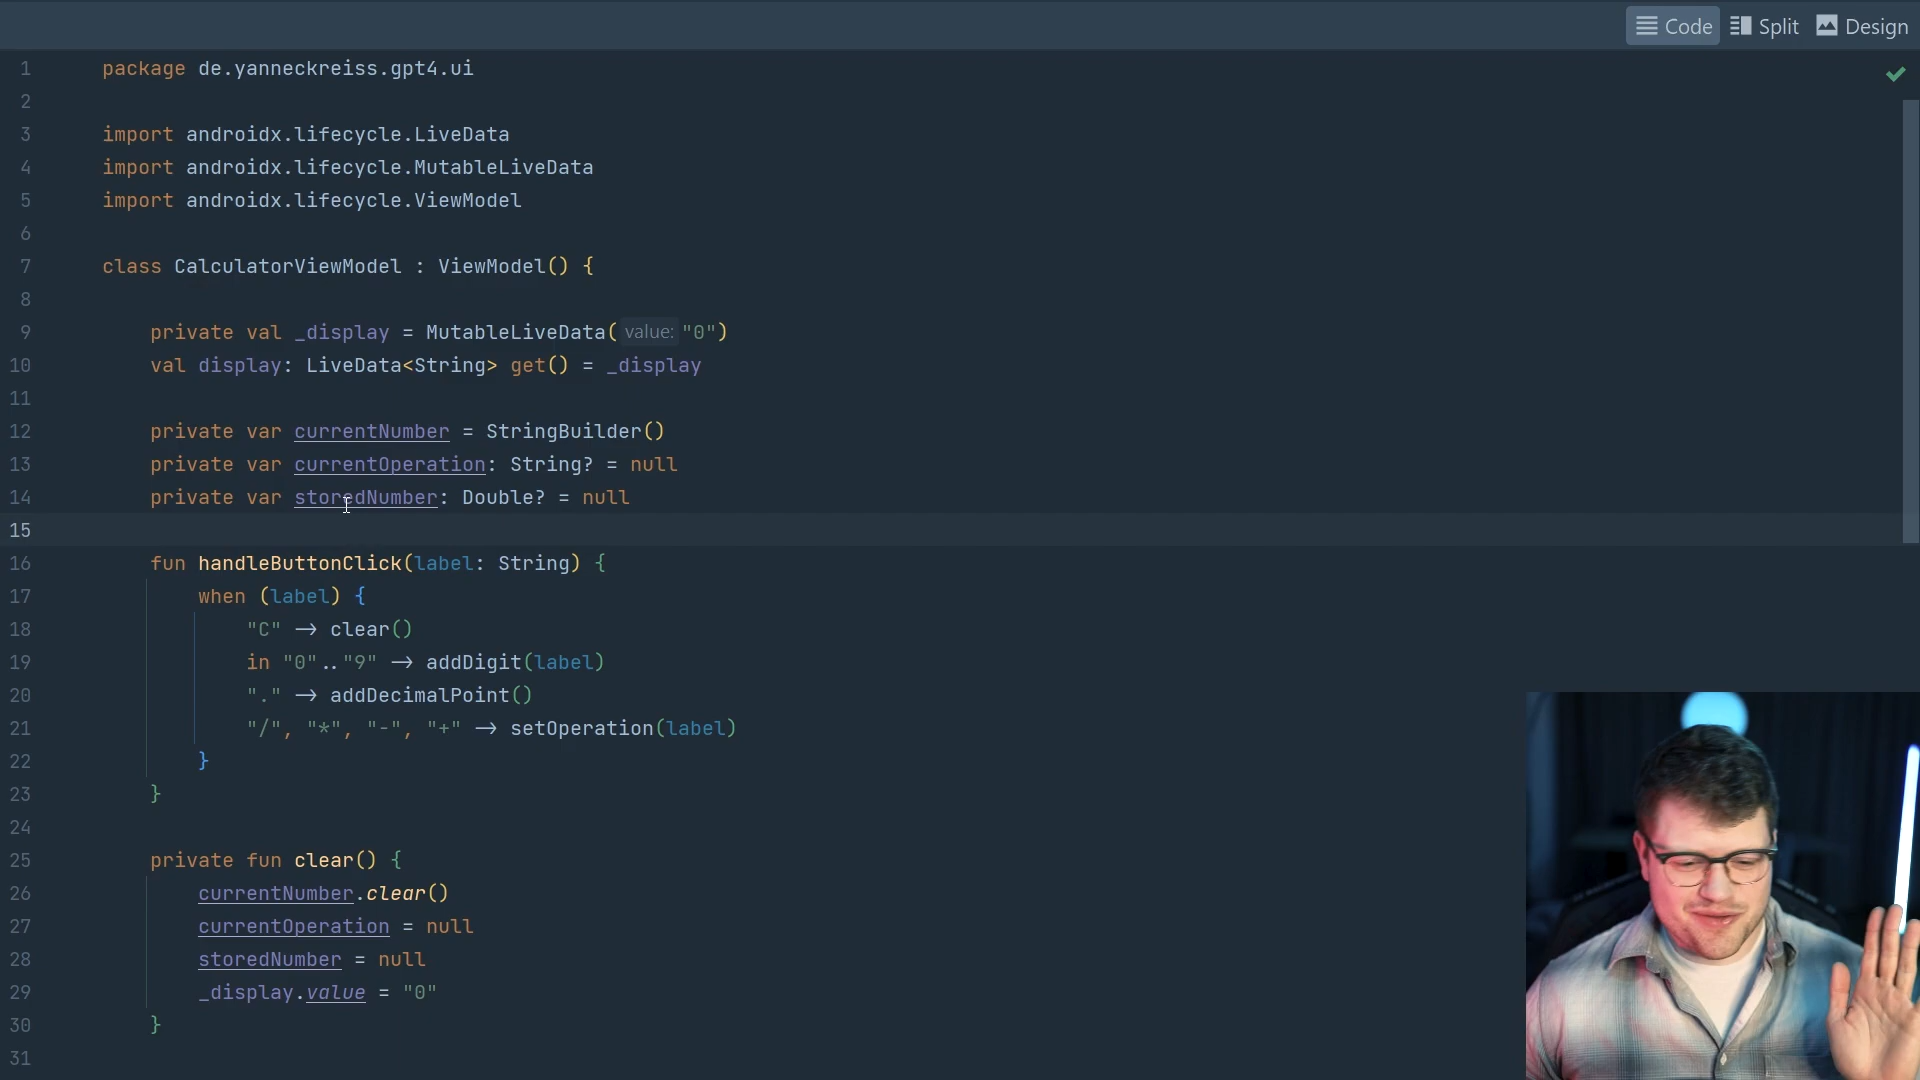 Code Split Design
1 package de.yanneckreiss.gpt4.ui
2
3 import androidx.lifecycle.LiveData
4 import androidx.lifecycle.MutableLiveData
5 import androidx.lifecycle.ViewModel
6
7 class CalculatorViewModel : ViewModel() {
8
9 private val _display = MutableLiveData( value: "0")
10 val display: LiveData<String> get() = _display
11
12 private var currentNumber = StringBuilder()
13 private var currentOperation: String? = null
14 private var storedNumber: Double? = null
15
16 fun handleButtonClick(label: String) {
17 when (label) {
18 "C" → clear()
19 in "0".."9" → addDigit(label)
20 "." → addDecimalPoint()
21 "/", "*", "-", "+" → setOperation(label)
22 }
23 }
24
25 private fun clear() {
26 currentNumber.clear()
27 currentOperation = null
28 storedNumber = null
29 _display.value = "0"
30 }
31